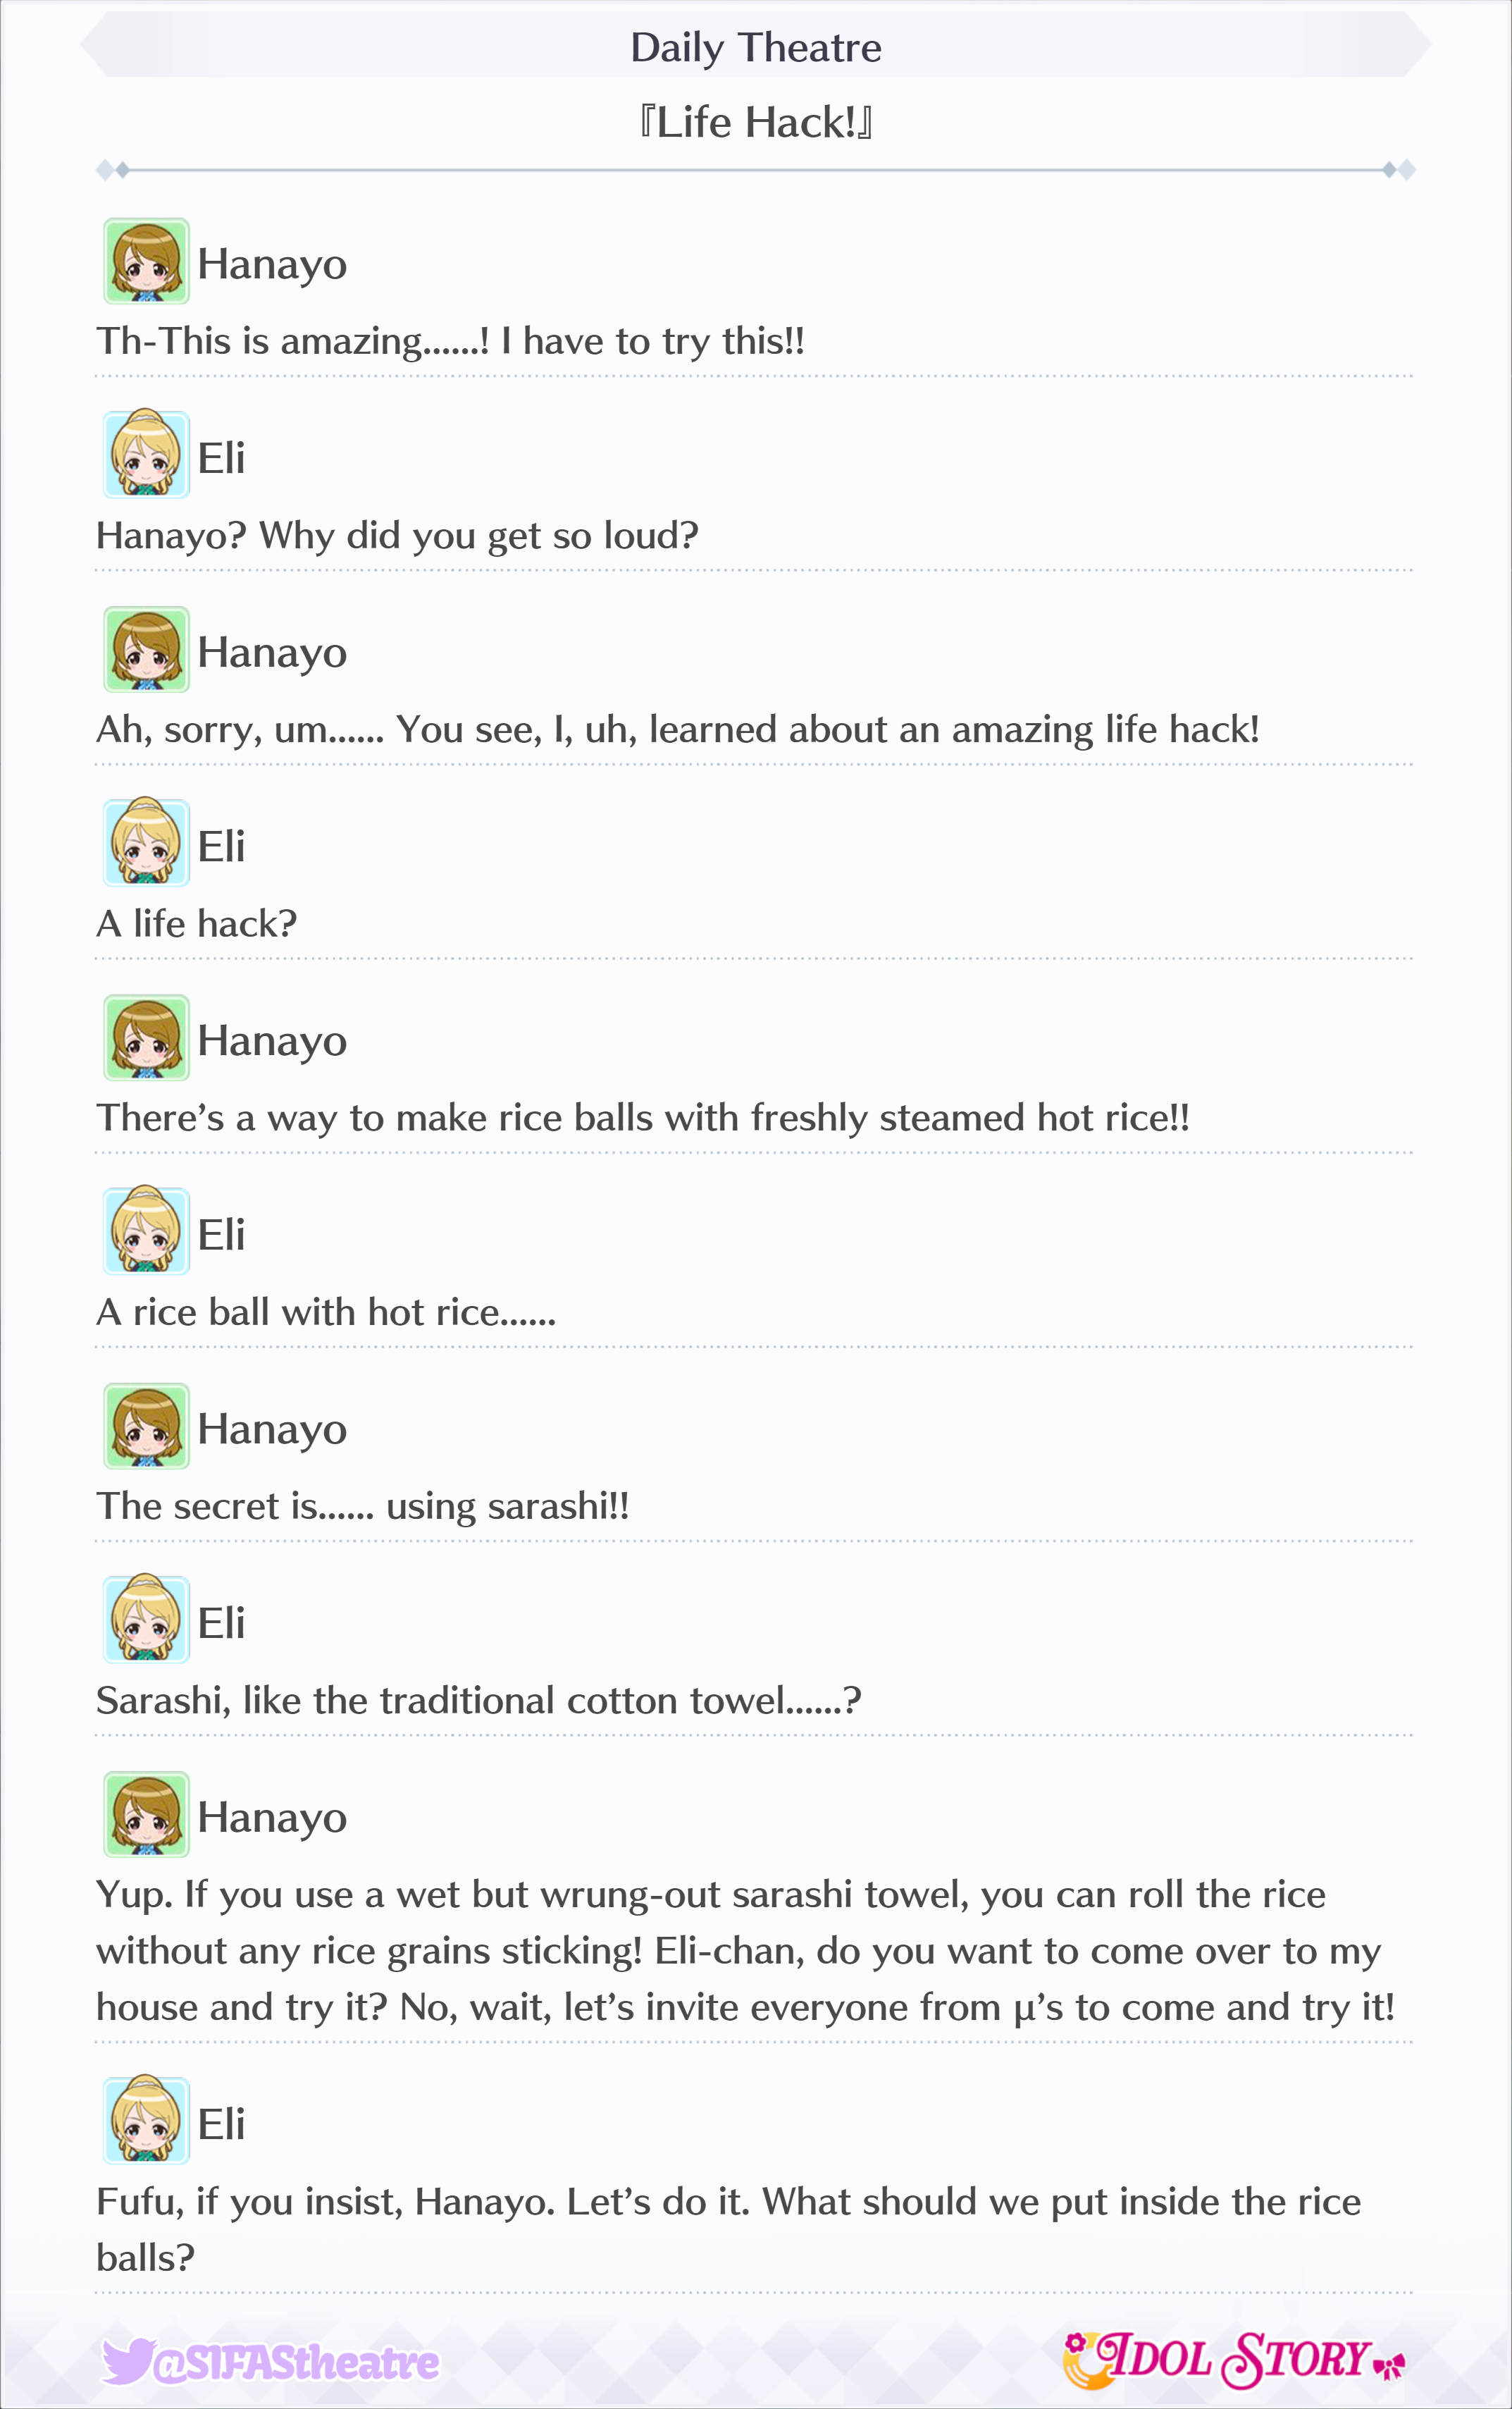 Daily Theatre
『Life Hack!』
Hanayo
Th-This is amazing......! I have to try this!!
Eli
Hanayo? Why did you get so loud?
Hanayo
Ah, sorry, um...... You see, I, uh, learned about an amazing life hack!
Eli
A life hack?
Hanayo
There’s a way to make rice balls with freshly steamed hot rice!!
Eli
A rice ball with hot rice......
Hanayo
The secret is...... using sarashi!!
Eli
Sarashi, like the traditional cotton towel......?
Hanayo
Yup. If you use a wet but wrung-out sarashi towel, you can roll the rice
without any rice grains sticking! Eli-chan, do you want to come over to my
house and try it? No, wait, let’s invite everyone from μ’s to come and try it!
Eli
Fufu, if you insist, Hanayo. Let’s do it. What should we put inside the rice
balls?
@SIFAStheatre
IDOL STORY